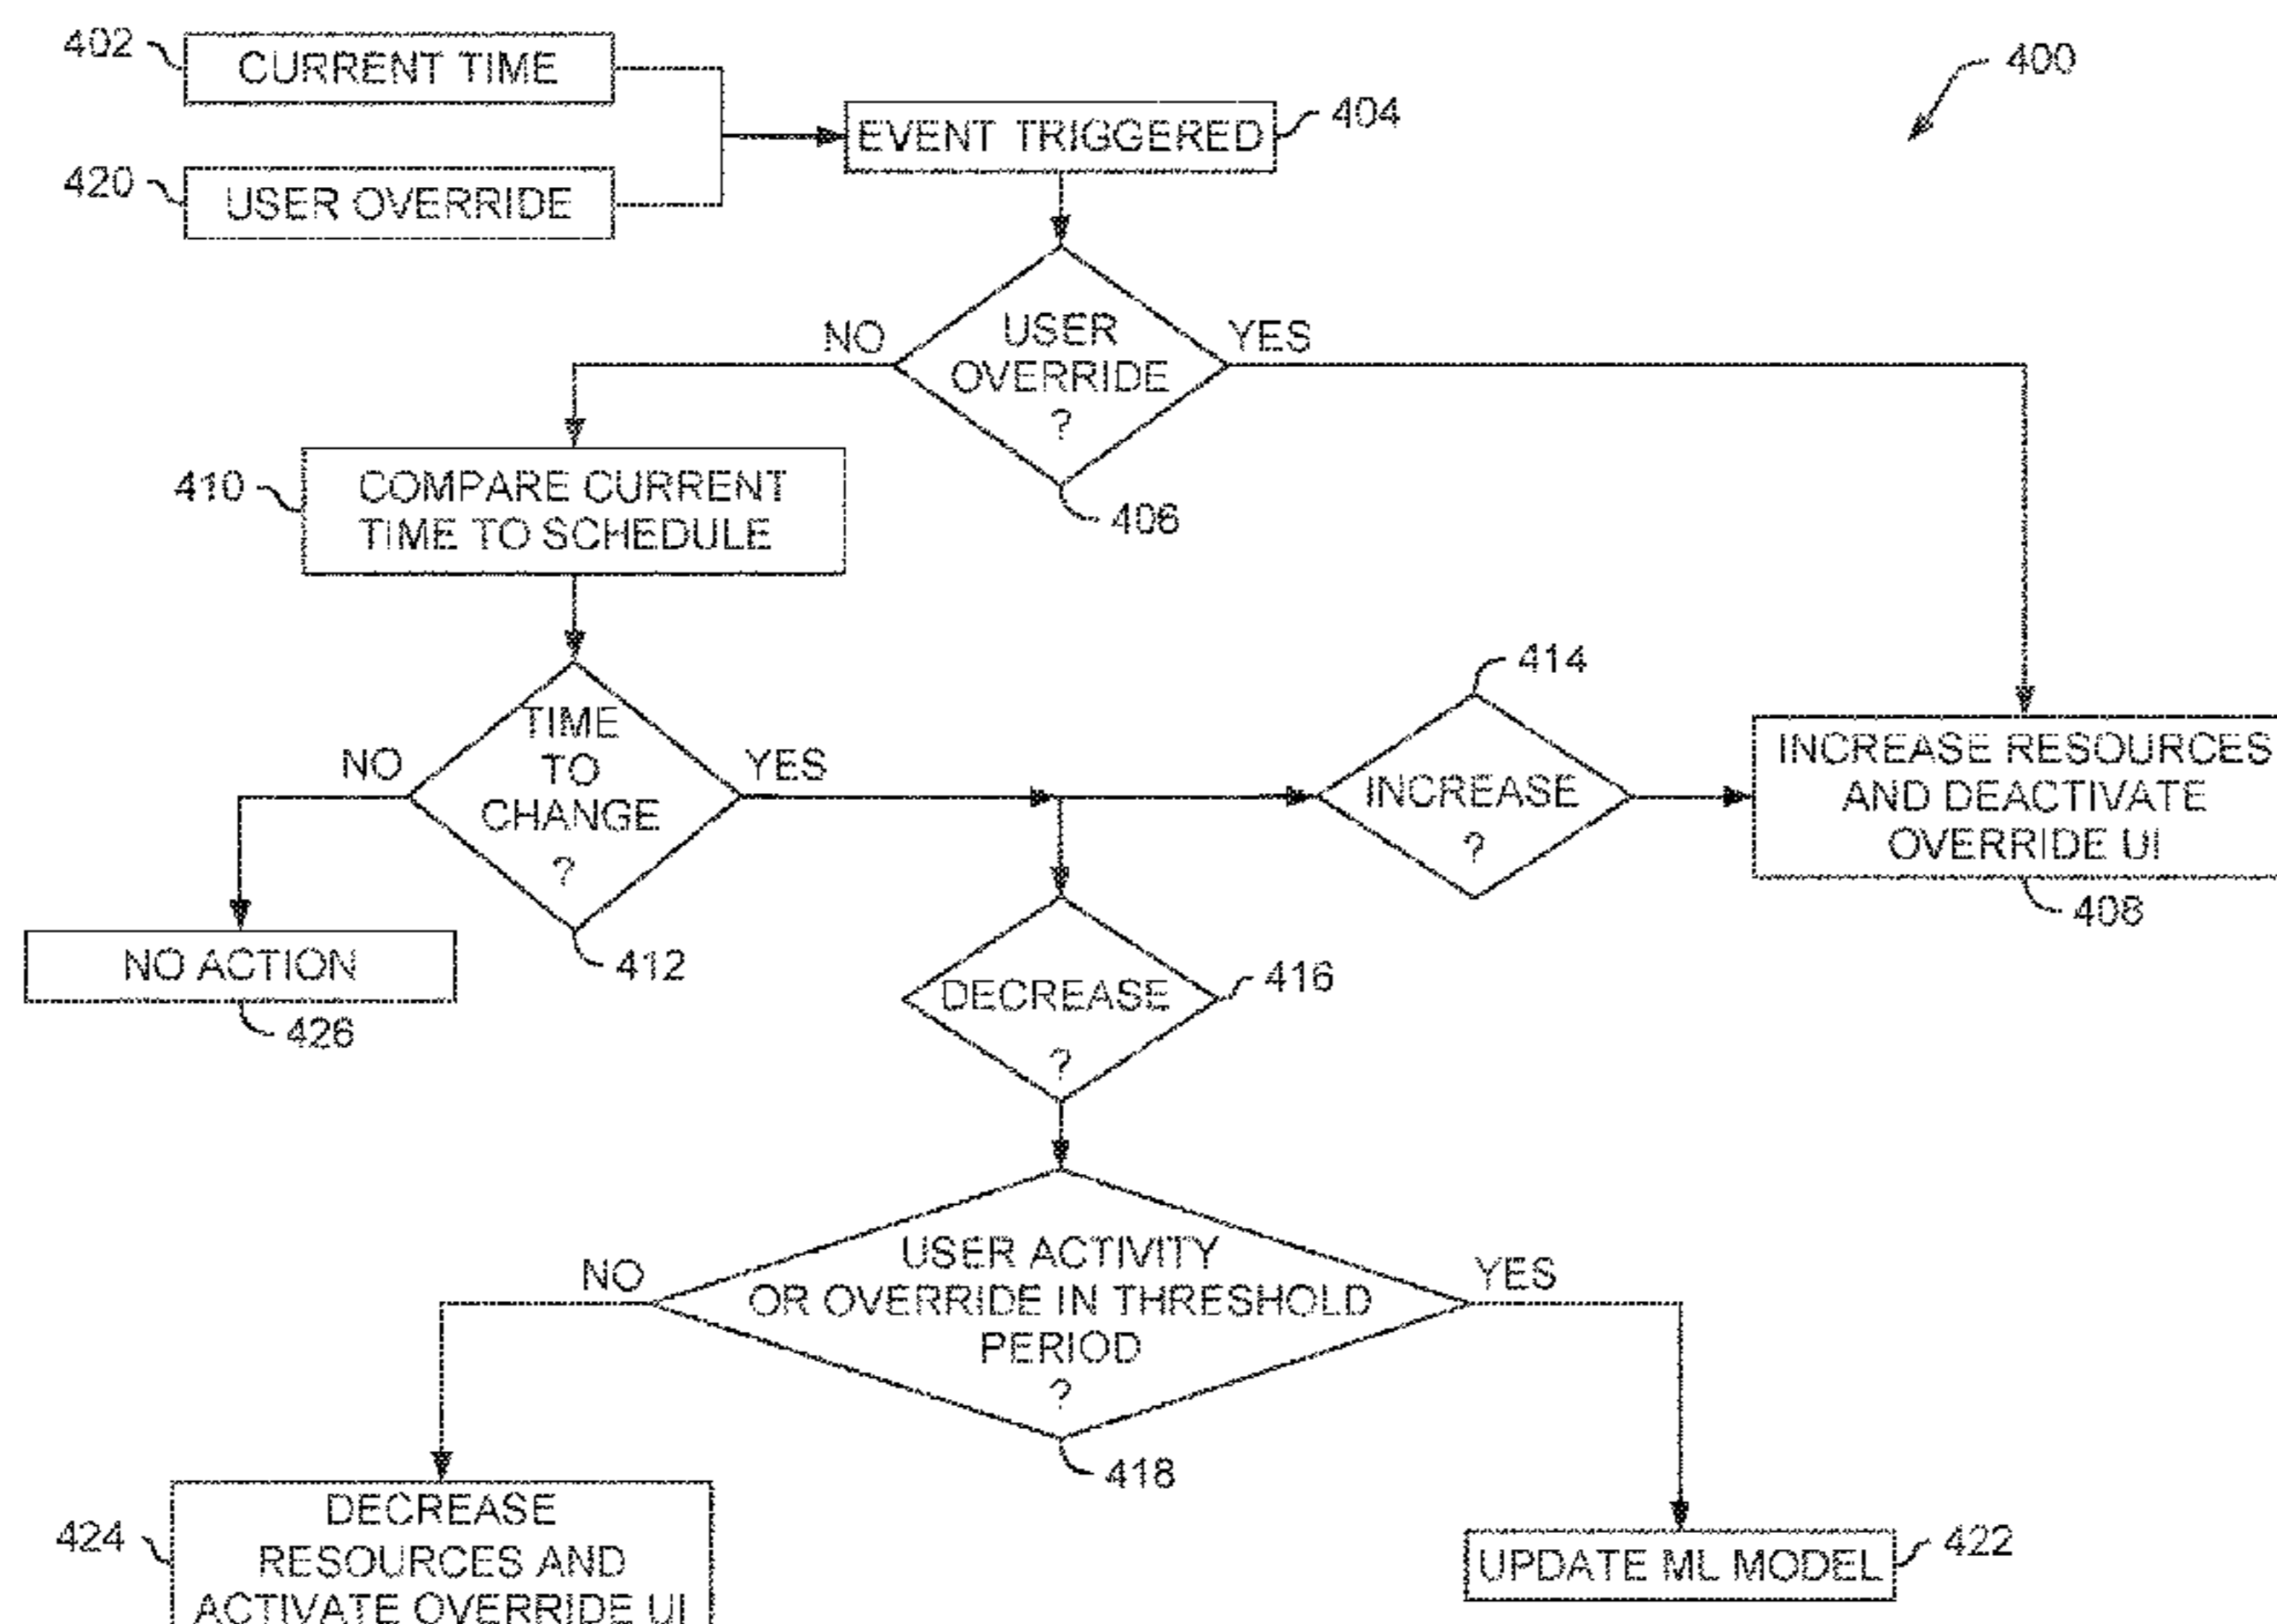 402
CURRENT TIME
400
EVENT TRIGGERED
404
420
USER OVERRIDE
NO
USER
OVERRIDE
?
YES
406
410
COMPARE CURRENT
TIME TO SCHEDULE
414
NO
TIME
TO
CHANGE
?
YES
412
INCREASE
?
INCREASE RESOURCES
AND DEACTIVATE
OVERRIDE UI
408
NO ACTION
426
DECREASE
?
416
NO
USER ACTIVITY
OR OVERRIDE IN THRESHOLD
PERIOD
?
YES
418
424
DECREASE
RESOURCES AND
ACTIVATE OVERRIDE UI
UPDATE ML MODEL
422